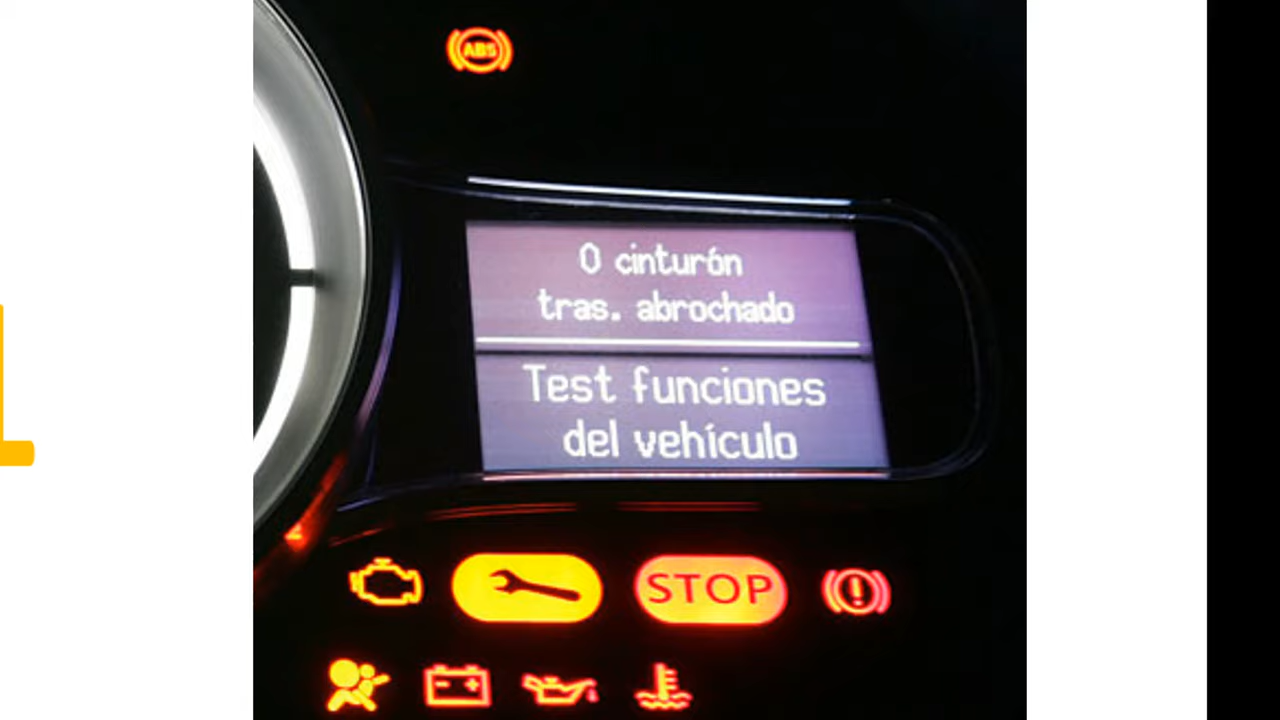 ABS
0 cinturón
tras. abrochado
Test funciones
del vehículo
STOP